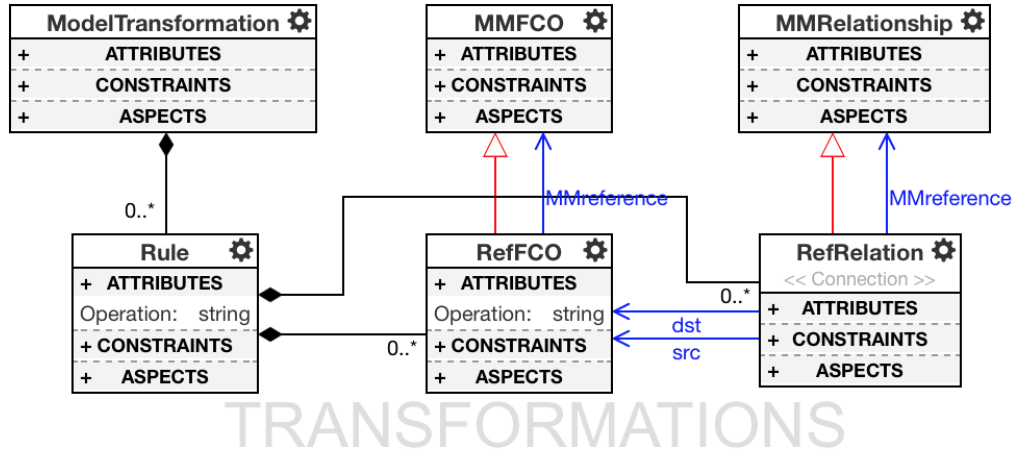 ModelTransformation
+ ATTRIBUTES
+ CONSTRAINTS
+ ASPECTS
MMFCO
+ ATTRIBUTES
+ CONSTRAINTS
+ ASPECTS
MMRelationship
+ ATTRIBUTES
+ CONSTRAINTS
+ ASPECTS
0..*
MMreference
MMreference
Rule
+ ATTRIBUTES
Operation: string
+ CONSTRAINTS
+ ASPECTS
0..*
RefFCO
+ ATTRIBUTES
Operation: string
+ CONSTRAINTS
+ ASPECTS
0..*
dst
src
RefRelation
<< Connection >>
+ ATTRIBUTES
+ CONSTRAINTS
+ ASPECTS
TRANSFORMATIONS